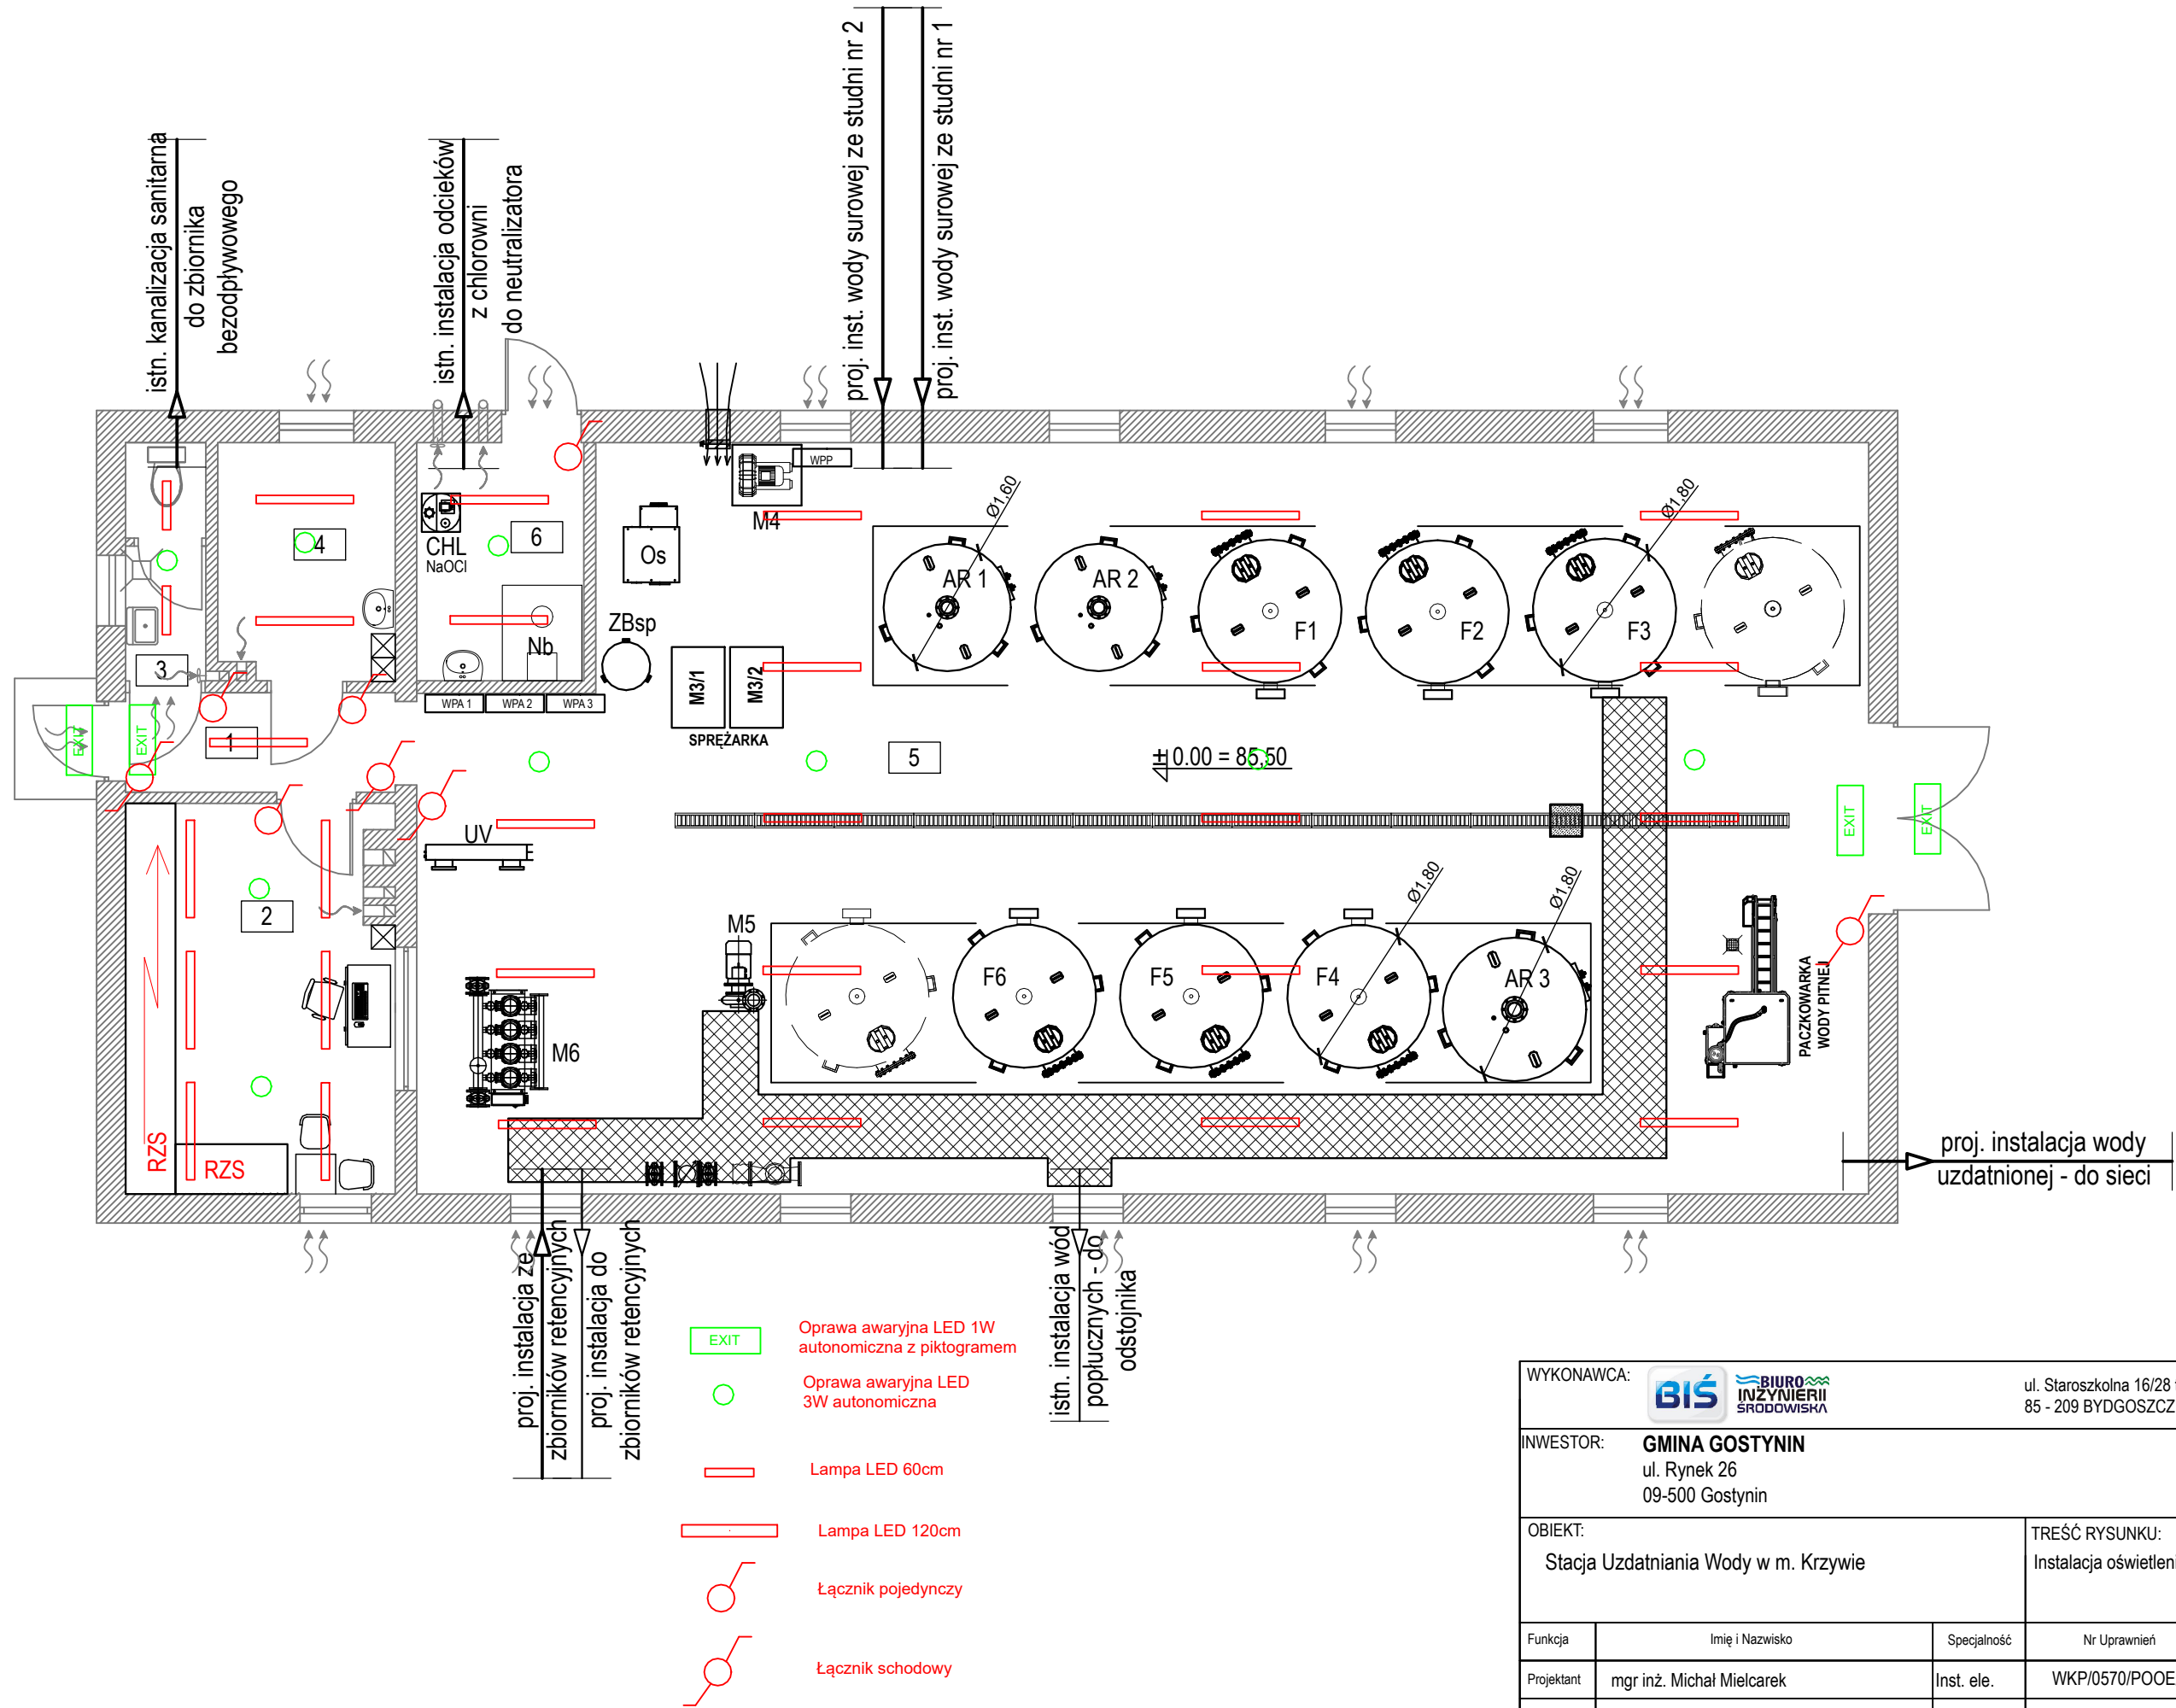 istn. kanalizacja sanitarna
do zbiornika
bezodpływowego
istn. instalacja odcieków
z chlorowni
do neutralizatora
proj. inst. wody surowej ze studni nr 2
proj. inst. wody surowej ze studni nr 1
WPP
M4
Ø1,60
Ø1,80
4
CHL
NaOCl
6
Os
AR 1
AR 2
F1
F2
F3
ZBsp
Nb
3
M3/1
M3/2
WPA 1
WPA 2
WPA 3
SPRĘŻARKA
EXIT
EXIT
1
5
±0.00 = 85,50
EXIT
EXIT
UV
2
Ø1,80
Ø1,80
M5
F6
F5
F4
AR 3
M6
PACZKOWARKA
WODY PITNEJ
RZS
RZS
proj. instalacja wody
uzdatnionej - do sieci
proj. instalacja ze
zbiorników retencyjnych
proj. instalacja do
zbiorników retencyjnych
istn. instalacja wód
popłucznych - do
odstojnika
EXIT
Oprawa awaryjna LED 1W
autonomiczna z piktogramem
Oprawa awaryjna LED
3W autonomiczna
Lampa LED 60cm
Lampa LED 120cm
Łącznik pojedynczy
Łącznik schodowy
WYKONAWCA:
BIŚ
BIURO
INŻYNIERII
ŚRODOWISKA
ul. Staroszkolna 16/28
85 - 209 BYDGOSZCZ
INWESTOR:
GMINA GOSTYNIN
ul. Rynek 26
09-500 Gostynin
OBIEKT:
Stacja Uzdatniania Wody w m. Krzywie
TREŚĆ RYSUNKU:
Instalacja oświetleni
Funkcja
Imię i Nazwisko
Specjalność
Nr Uprawnień
Projektant
mgr inż. Michał Mielcarek
Inst. ele.
WKP/0570/POOE